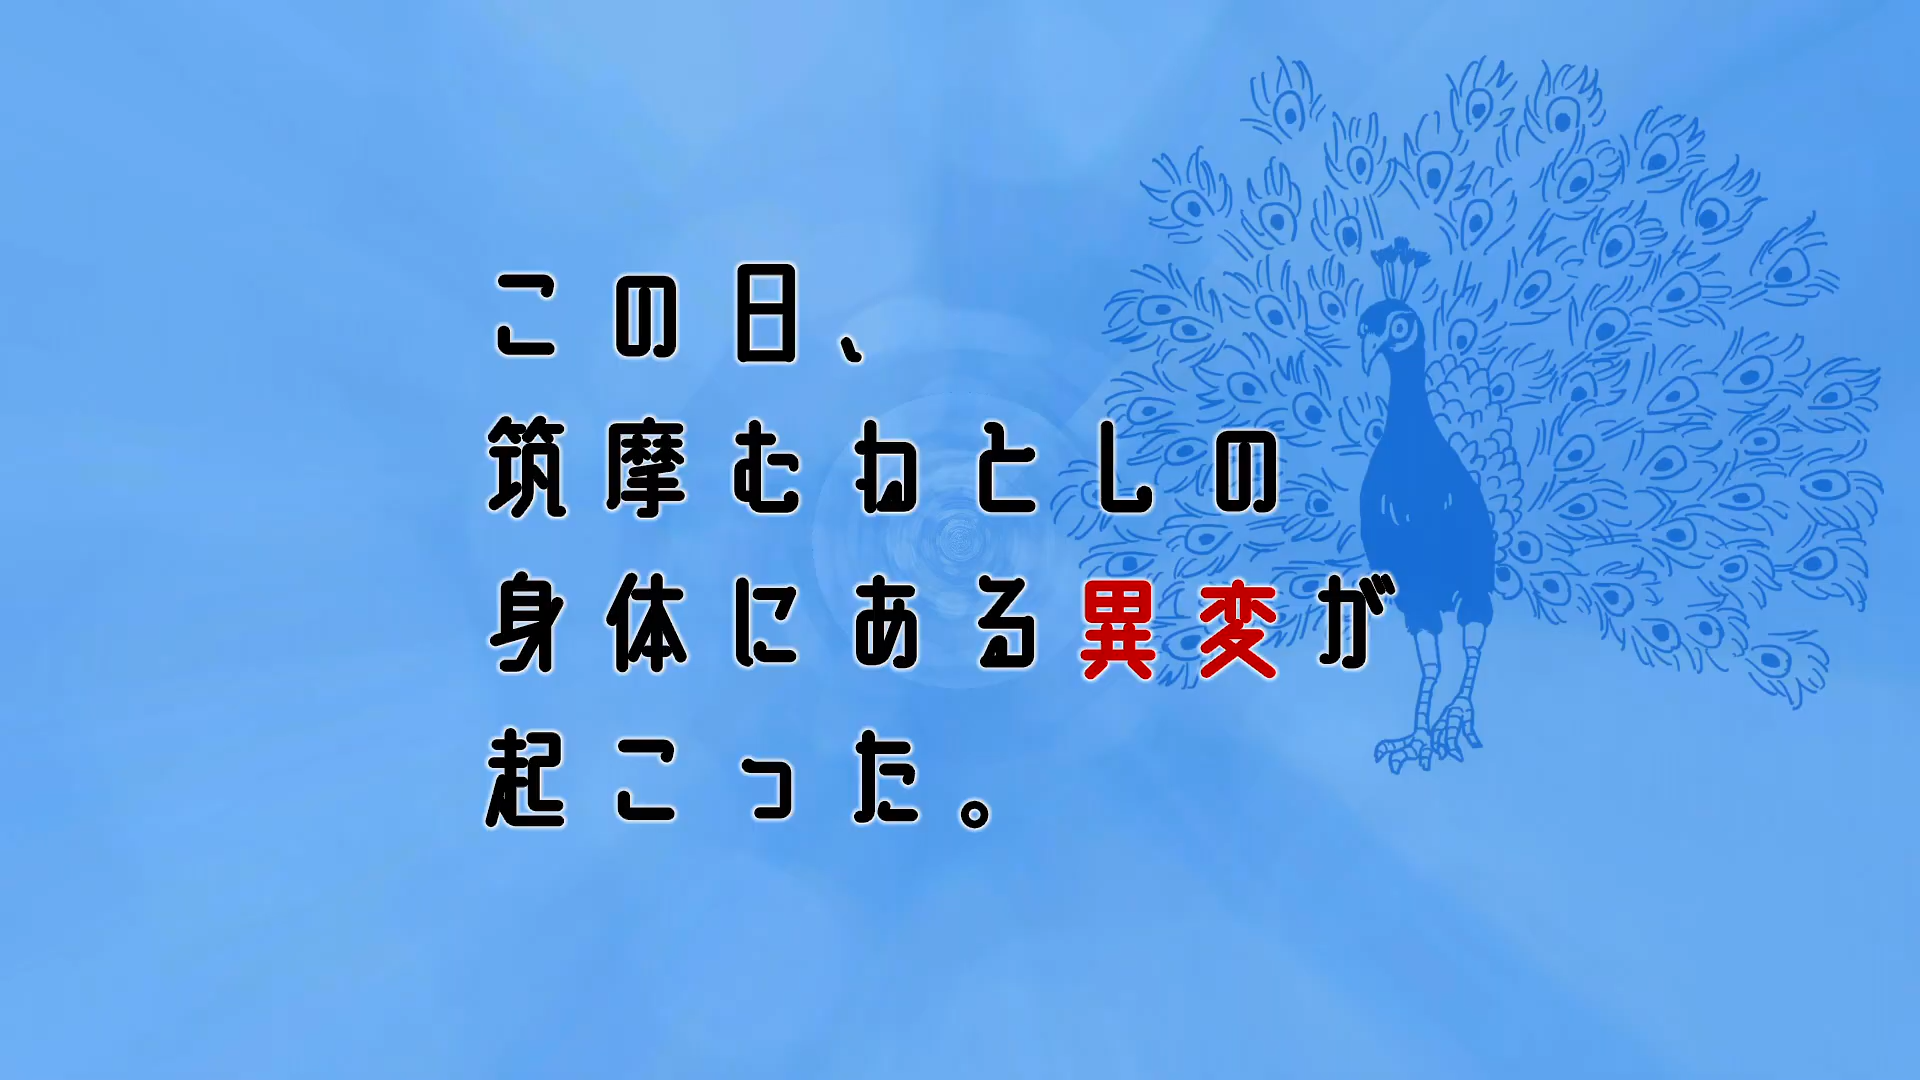 この日、
筑摩むねとしの
身体にある異変が
起こった。